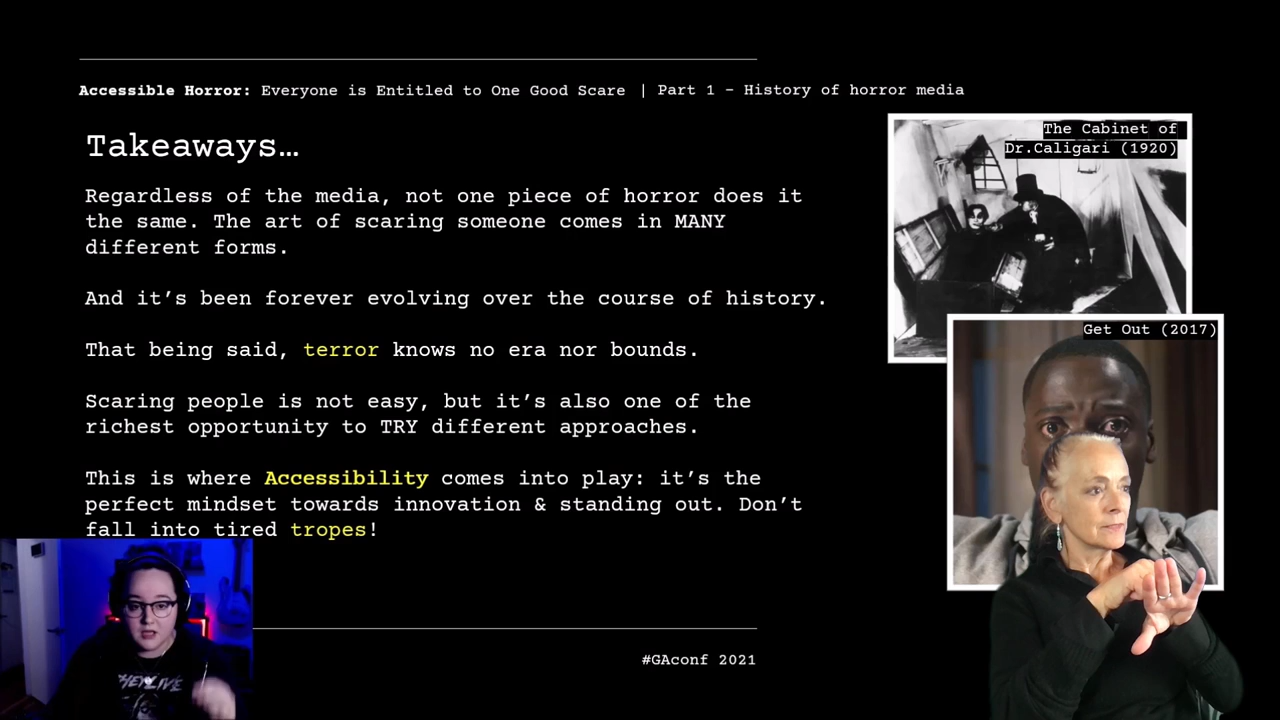 Accessible Horror: Everyone is Entitled to One Good Scare | Part 1 – History of horror media
Takeaways…
Regardless of the media, not one piece of horror does it
the same. The art of scaring someone comes in MANY
different forms.
And it’s been forever evolving over the course of history.
That being said, terror knows no era nor bounds.
Scaring people is not easy, but it’s also one of the
richest opportunity to TRY different approaches.
This is where Accessibility comes into play: it’s the
perfect mindset towards innovation & standing out. Don’t
fall into tired tropes!
The Cabinet of
Dr.Caligari (1920)
Get Out (2017)
THEY LIVE
#GAconf 2021